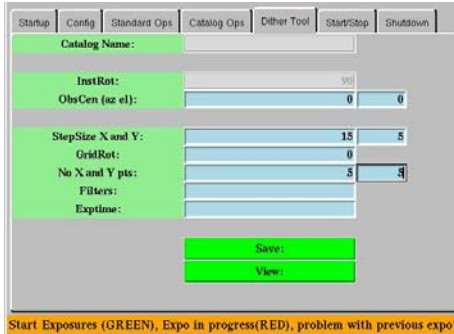 Startup Config Standard Ops Catalog Ops Dither Tool Start/Stop Shutdown
Catalog Name:
InstRot: 90
ObsCen (az el): 0 0
StepSize X and Y: 15 5
GridRot: 0
No X and Y pts: 5 5
Filters:
Exptime:
Save:
View:
Start Exposures (GREEN), Expo in progress(RED), problem with previous expo